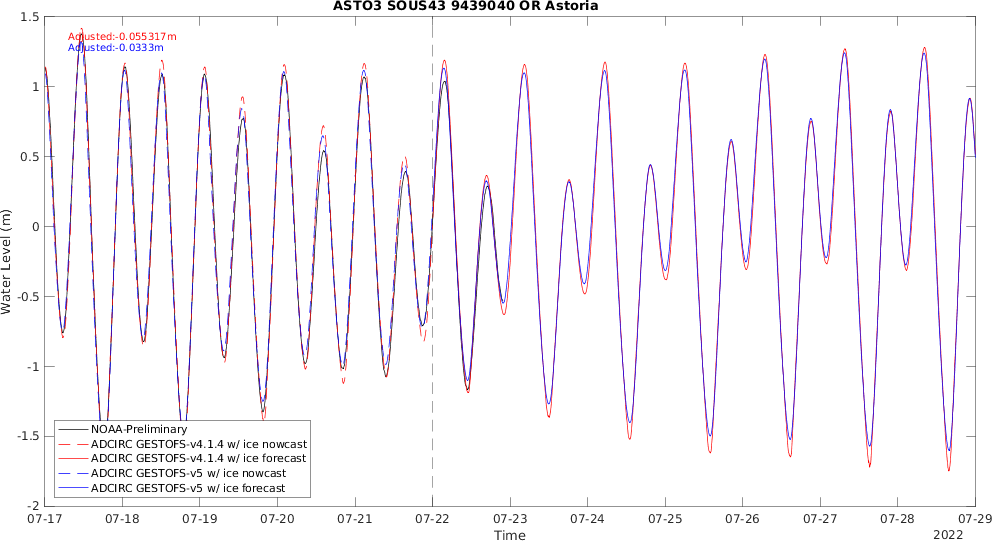 ASTO3 SOUS43 9439040 OR Astoria
Adjusted:-0.055317m
Adjusted:-0.0333m
1.5
1
0.5
0
-0.5
-1
-1.5
-2
Water Level (m)
NOAA-Preliminary
ADCIRC GESTOFS-v4.1.4 w/ ice nowcast
ADCIRC GESTOFS-v4.1.4 w/ ice forecast
ADCIRC GESTOFS-v5 w/ ice nowcast
ADCIRC GESTOFS-v5 w/ ice forecast
07-17 07-18 07-19 07-20 07-21 07-22 07-23 07-24 07-25 07-26 07-27 07-28 07-29
Time
2022